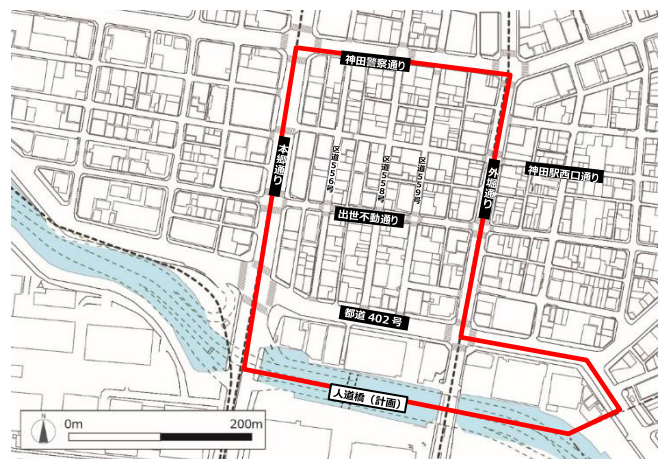 神田警察通り
本郷通り
区道556号
区道558号
区道559号
外堀通り
神田駅西口通り
出世不動通り
都道402号
人道橋（計画）
N
0m
200m